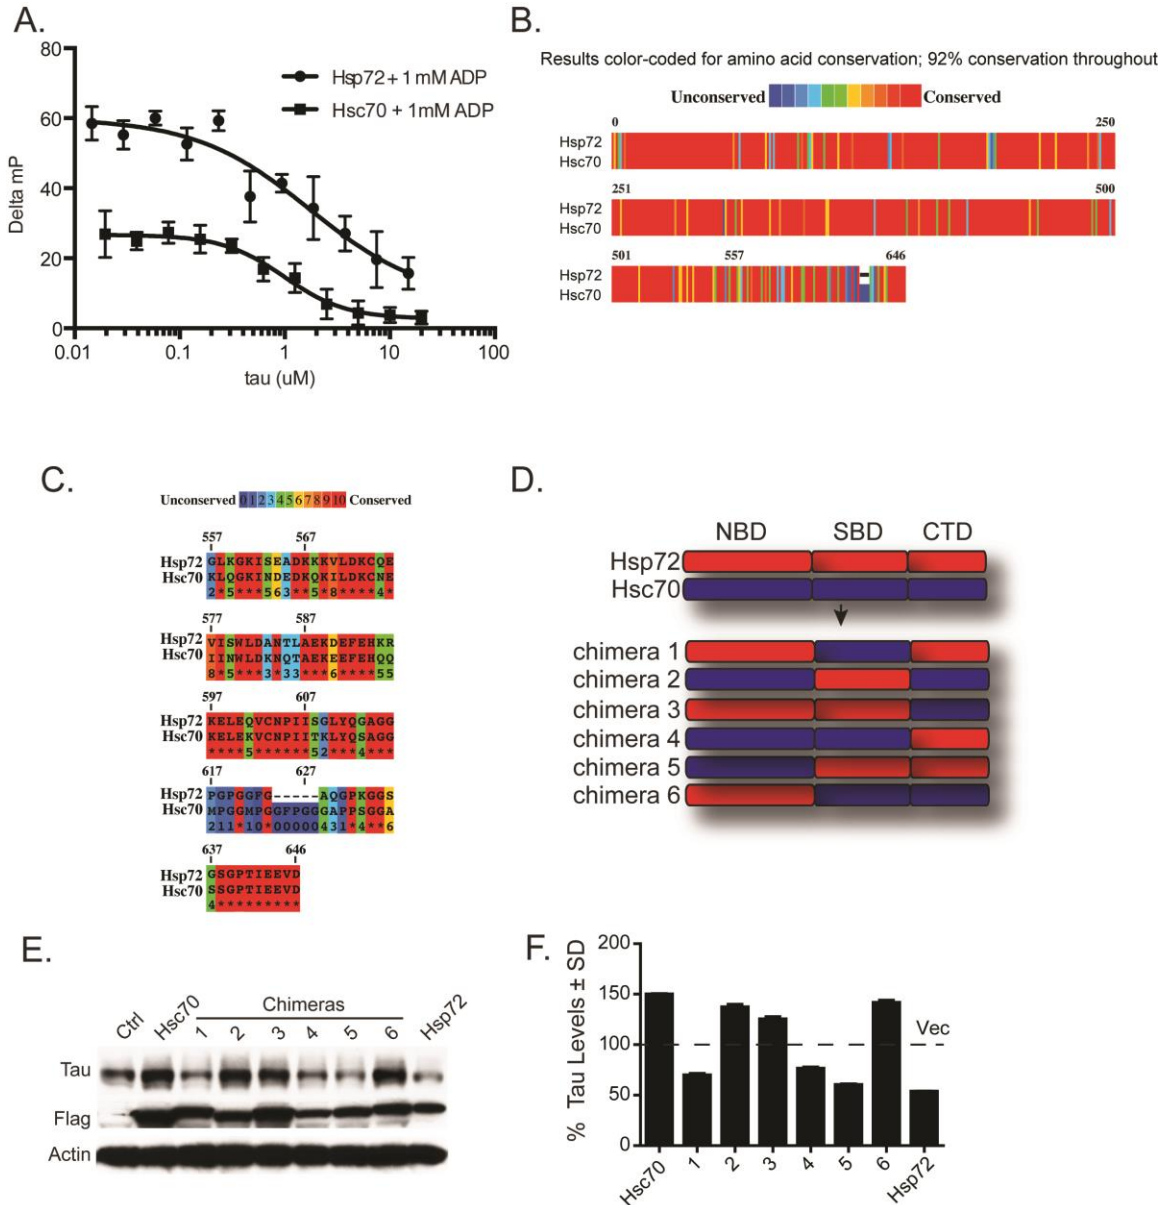 A.
80
60
40
20
0
Delta mP
0.01 0.1 1 10 100
tau (uM)
Hsp72 + 1 mM ADP
Hsc70 + 1mM ADP
B.
Results color-coded for amino acid conservation; 92% conservation throughout
Unconserved Conserved
0 250
Hsp72
Hsc70
251 500
Hsp72
Hsc70
501 557 646
Hsp72
Hsc70
C.
Unconserved 0 1 2 3 4 5 6 7 8 9 10 Conserved
557 567
Hsp72 GLKGKISEADKKKVLDKCQE
Hsc70 KLQGKINDEDKQKILDKCNE
2*5***563**5*8****4*
577 587
Hsp72 VISWLDANTLAEKDEFEHKR
Hsc70 IINWLDKNQTAEKEEFEHQQ
8*5***3*33***6****55
597 607
Hsp72 KELEQVCNPIISGLYQGAGG
Hsc70 KELEKVCNPIITKLYQSAGG
****5******52***4***
617 627
Hsp72 PGPGGFG-----AQGPKGGS
Hsc70 MPGGMPGGFPGGGAPPSGGA
211*10*00000431*4**6
637 646
Hsp72 GSGPTIEEVD
Hsc70 SSGPTIEEVD
4*********
D.
NBD SBD CTD
Hsp72
Hsc70
chimera 1
chimera 2
chimera 3
chimera 4
chimera 5
chimera 6
E.
Ctrl Hsc70 Chimeras Hsp72
1 2 3 4 5 6
Tau
Flag
Actin
F.
200
150
100
50
0
% Tau Levels ± SD
Vec
Hsc70 1 2 3 4 5 6 Hsp72